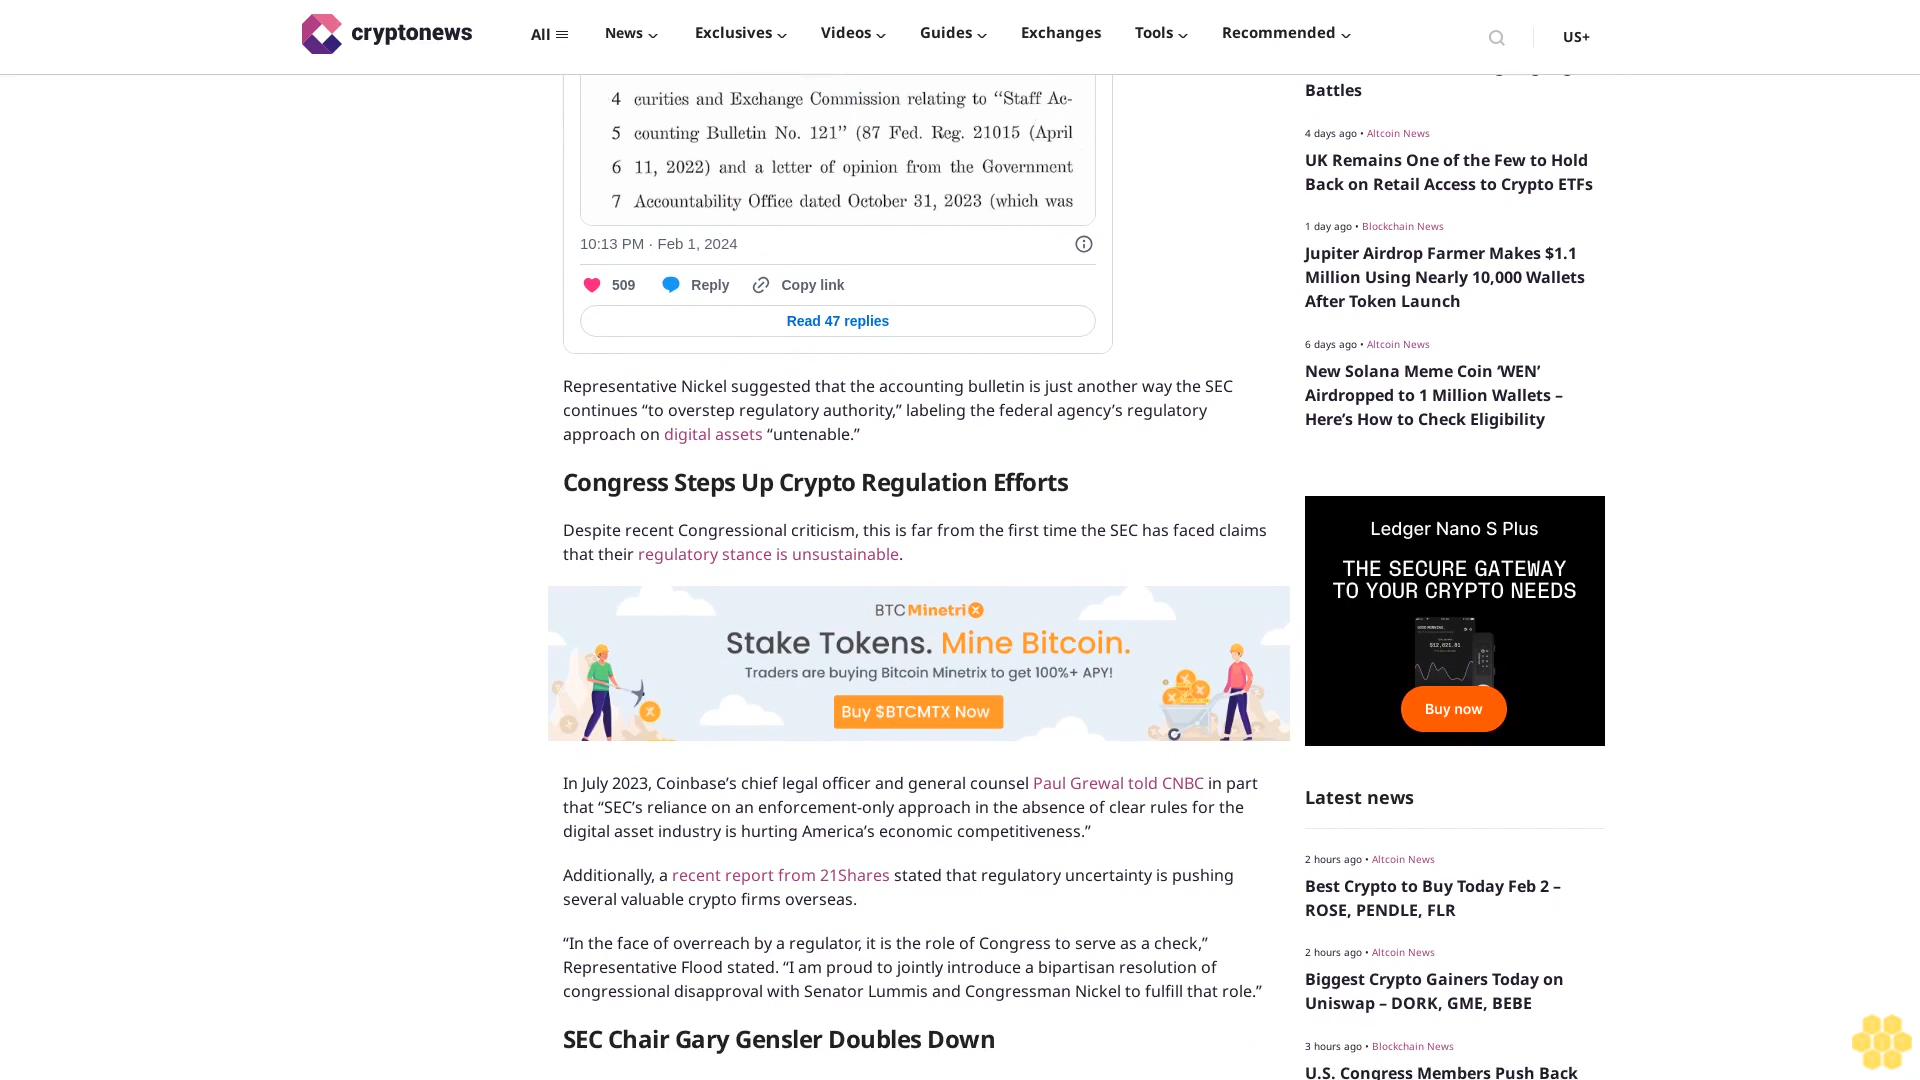 cryptonews
All
News
Exclusives
Videos
Guides
Exchanges
Tools
Recommended
US+
4 curities and Exchange Commission relating to “Staff Ac-
5 counting Bulletin No. 121” (87 Fed. Reg. 21015 (April
6 11, 2022) and a letter of opinion from the Government
7 Accountability Office dated October 31, 2023 (which was
10:13 PM · Feb 1, 2024
509
Reply
Copy link
Read 47 replies
Representative Nickel suggested that the accounting bulletin is just another way the SEC
continues “to overstep regulatory authority,” labeling the federal agency’s regulatory
approach on digital assets “untenable.”
Congress Steps Up Crypto Regulation Efforts
Despite recent Congressional criticism, this is far from the first time the SEC has faced claims
that their regulatory stance is unsustainable.
BTC Minetrix
Stake Tokens. Mine Bitcoin.
Traders are buying Bitcoin Minetrix to get 100%+ APY!
Buy $BTCMTX Now
In July 2023, Coinbase’s chief legal officer and general counsel Paul Grewal told CNBC in part
that “SEC’s reliance on an enforcement-only approach in the absence of clear rules for the
digital asset industry is hurting America’s economic competitiveness.”
Additionally, a recent report from 21Shares stated that regulatory uncertainty is pushing
several valuable crypto firms overseas.
“In the face of overreach by a regulator, it is the role of Congress to serve as a check,”
Representative Flood stated. “I am proud to jointly introduce a bipartisan resolution of
congressional disapproval with Senator Lummis and Congressman Nickel to fulfill that role.”
SEC Chair Gary Gensler Doubles Down
Battles
4 days ago • Altcoin News
UK Remains One of the Few to Hold
Back on Retail Access to Crypto ETFs
1 day ago • Blockchain News
Jupiter Airdrop Farmer Makes $1.1
Million Using Nearly 10,000 Wallets
After Token Launch
6 days ago • Altcoin News
New Solana Meme Coin ‘WEN’
Airdropped to 1 Million Wallets –
Here’s How to Check Eligibility
Ledger Nano S Plus
THE SECURE GATEWAY
TO YOUR CRYPTO NEEDS
$12,021.81
Buy now
Latest news
2 hours ago • Altcoin News
Best Crypto to Buy Today Feb 2 –
ROSE, PENDLE, FLR
2 hours ago • Altcoin News
Biggest Crypto Gainers Today on
Uniswap – DORK, GME, BEBE
3 hours ago • Blockchain News
U.S. Congress Members Push Back